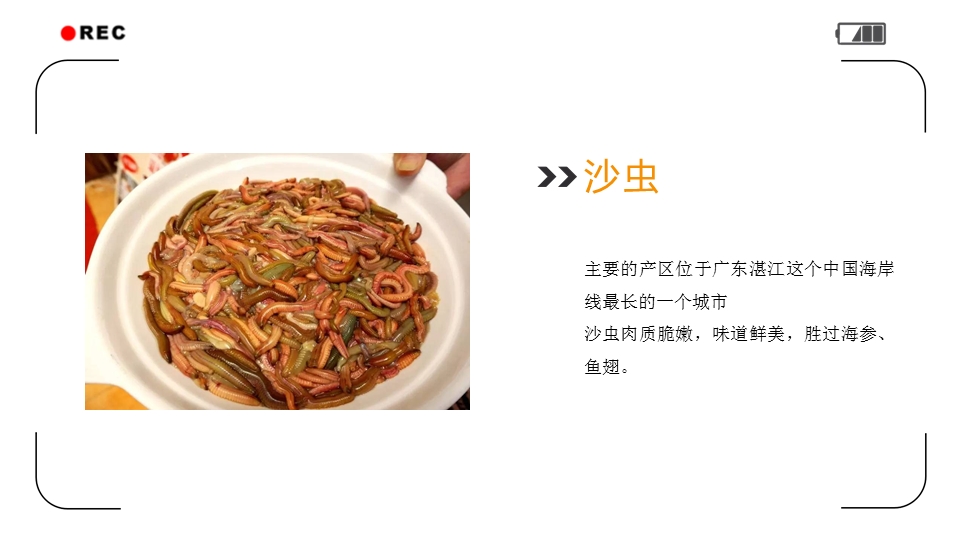 REC
沙虫
主要的产区位于广东湛江这个中国海岸
线最长的一个城市
沙虫肉质脆嫩，味道鲜美，胜过海参、
鱼翅。